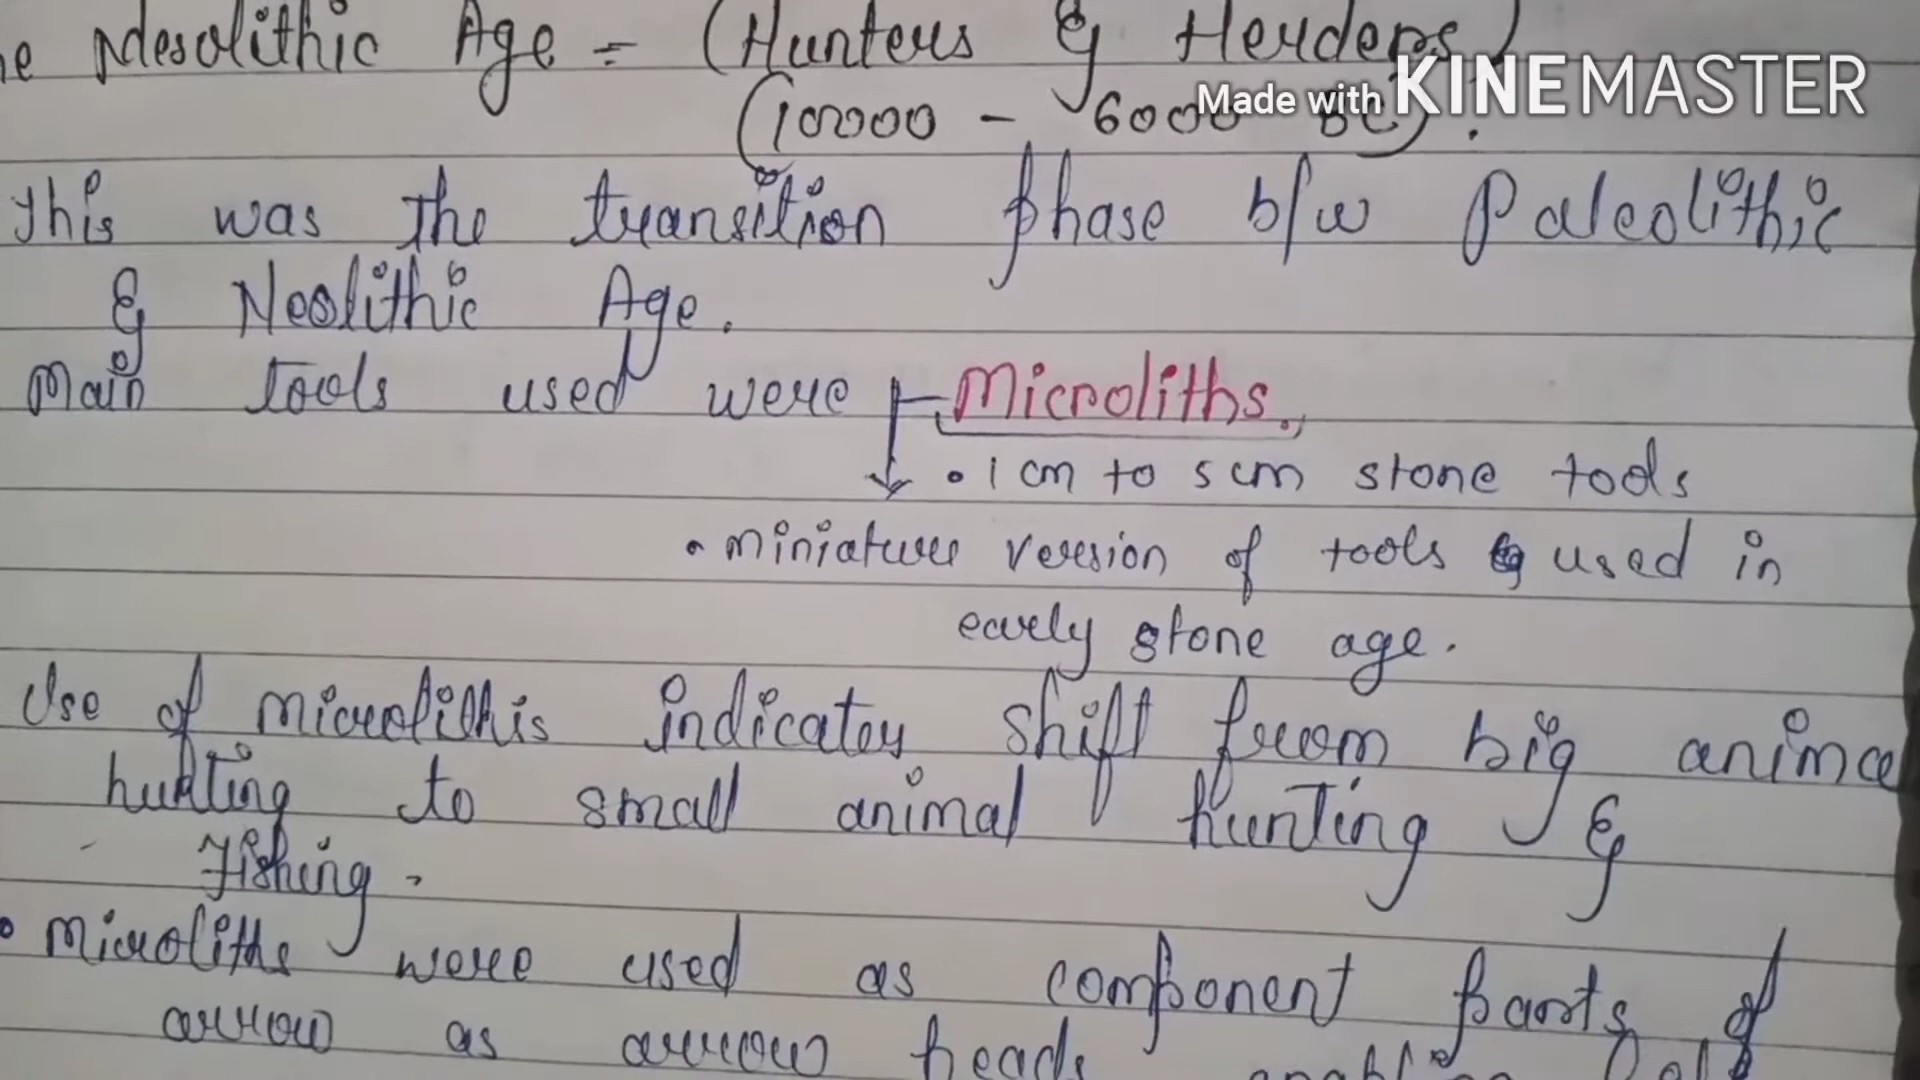 Mesolithic Age = (Hunters & Herders)
Made with KINEMASTER
(10000 - 6000 BC).
This was the transition phase b/w Paleolithic
& Neolithic Age.
Main tools used were Microliths.
• 1 cm to 5 cm stone tools
• miniature version of tools used in
early stone age.
Use of microlithis indicates shift from big
hunting to small animal hunting &
Fishing.
• Microliths were used as component parts of
arrow as arrow heads